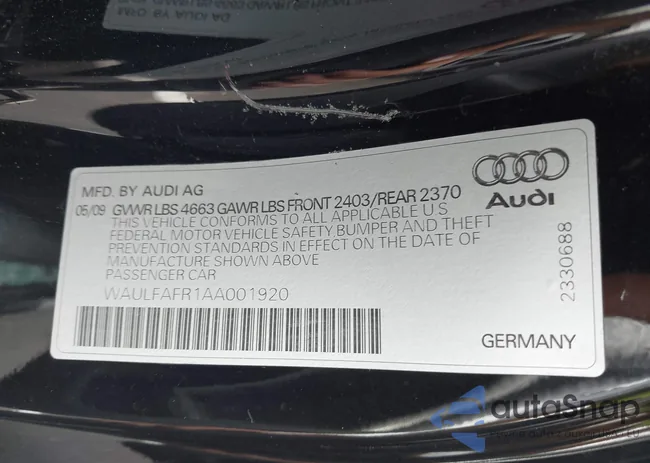 MFD. BY AUDI AG
05/09 GVWR LBS 4663 GAWR LBS FRONT 2403/REAR 2370
THIS VEHICLE CONFORMS TO ALL APPLICABLE U.S
FEDERAL MOTOR VEHICLE SAFETY BUMPER AND THEFT
PREVENTION STANDARDS IN EFFECT ON THE DATE OF
MANUFACTURE SHOWN ABOVE
PASSENGER CAR
WAULFAFR1AA001920
Audi
2330688
GERMANY
autoSnap